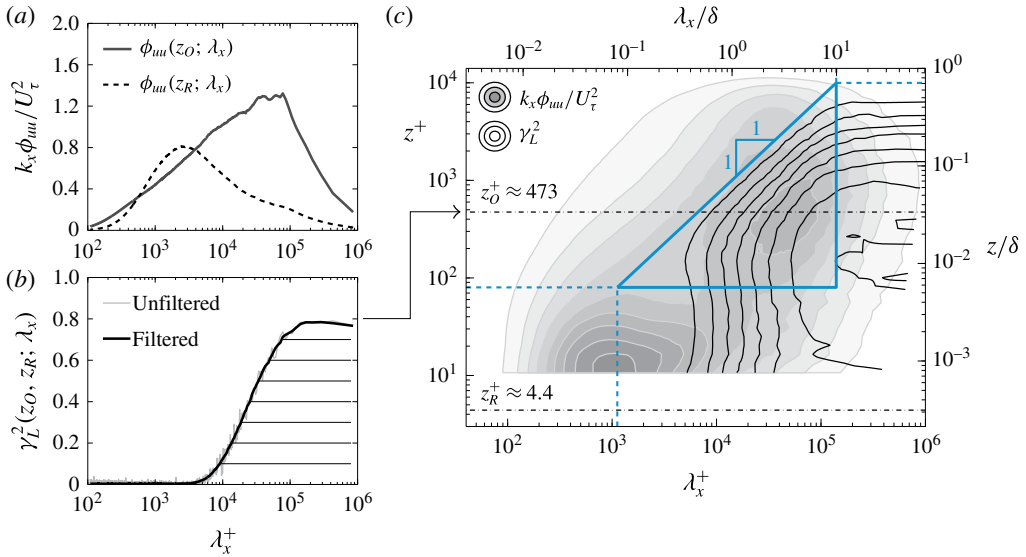 (a)
2.0
1.6
1.2
0.8
0.4
0
k_xϕ_uu/U_τ^2
ϕ_uu(z_O; λ_x)
ϕ_uu(z_R; λ_x)
10^2 10^3 10^4 10^5 10^6
(b)
1.0
0.8
0.6
0.4
0.2
0
γ_L^2(z_O, z_R; λ_x)
Unfiltered
Filtered
10^2 10^3 10^4 10^5 10^6
λ_x^+
(c)
λ_x/δ
10^-2 10^-1 10^0 10^1
10^4
10^3
10^2
10^1
z^+
k_xϕ_uu/U_τ^2
γ_L^2
1
1
z_O^+ ≈ 473
z_R^+ ≈ 4.4
10^0
10^-1
10^-2
10^-3
z/δ
10^2 10^3 10^4 10^5 10^6
λ_x^+